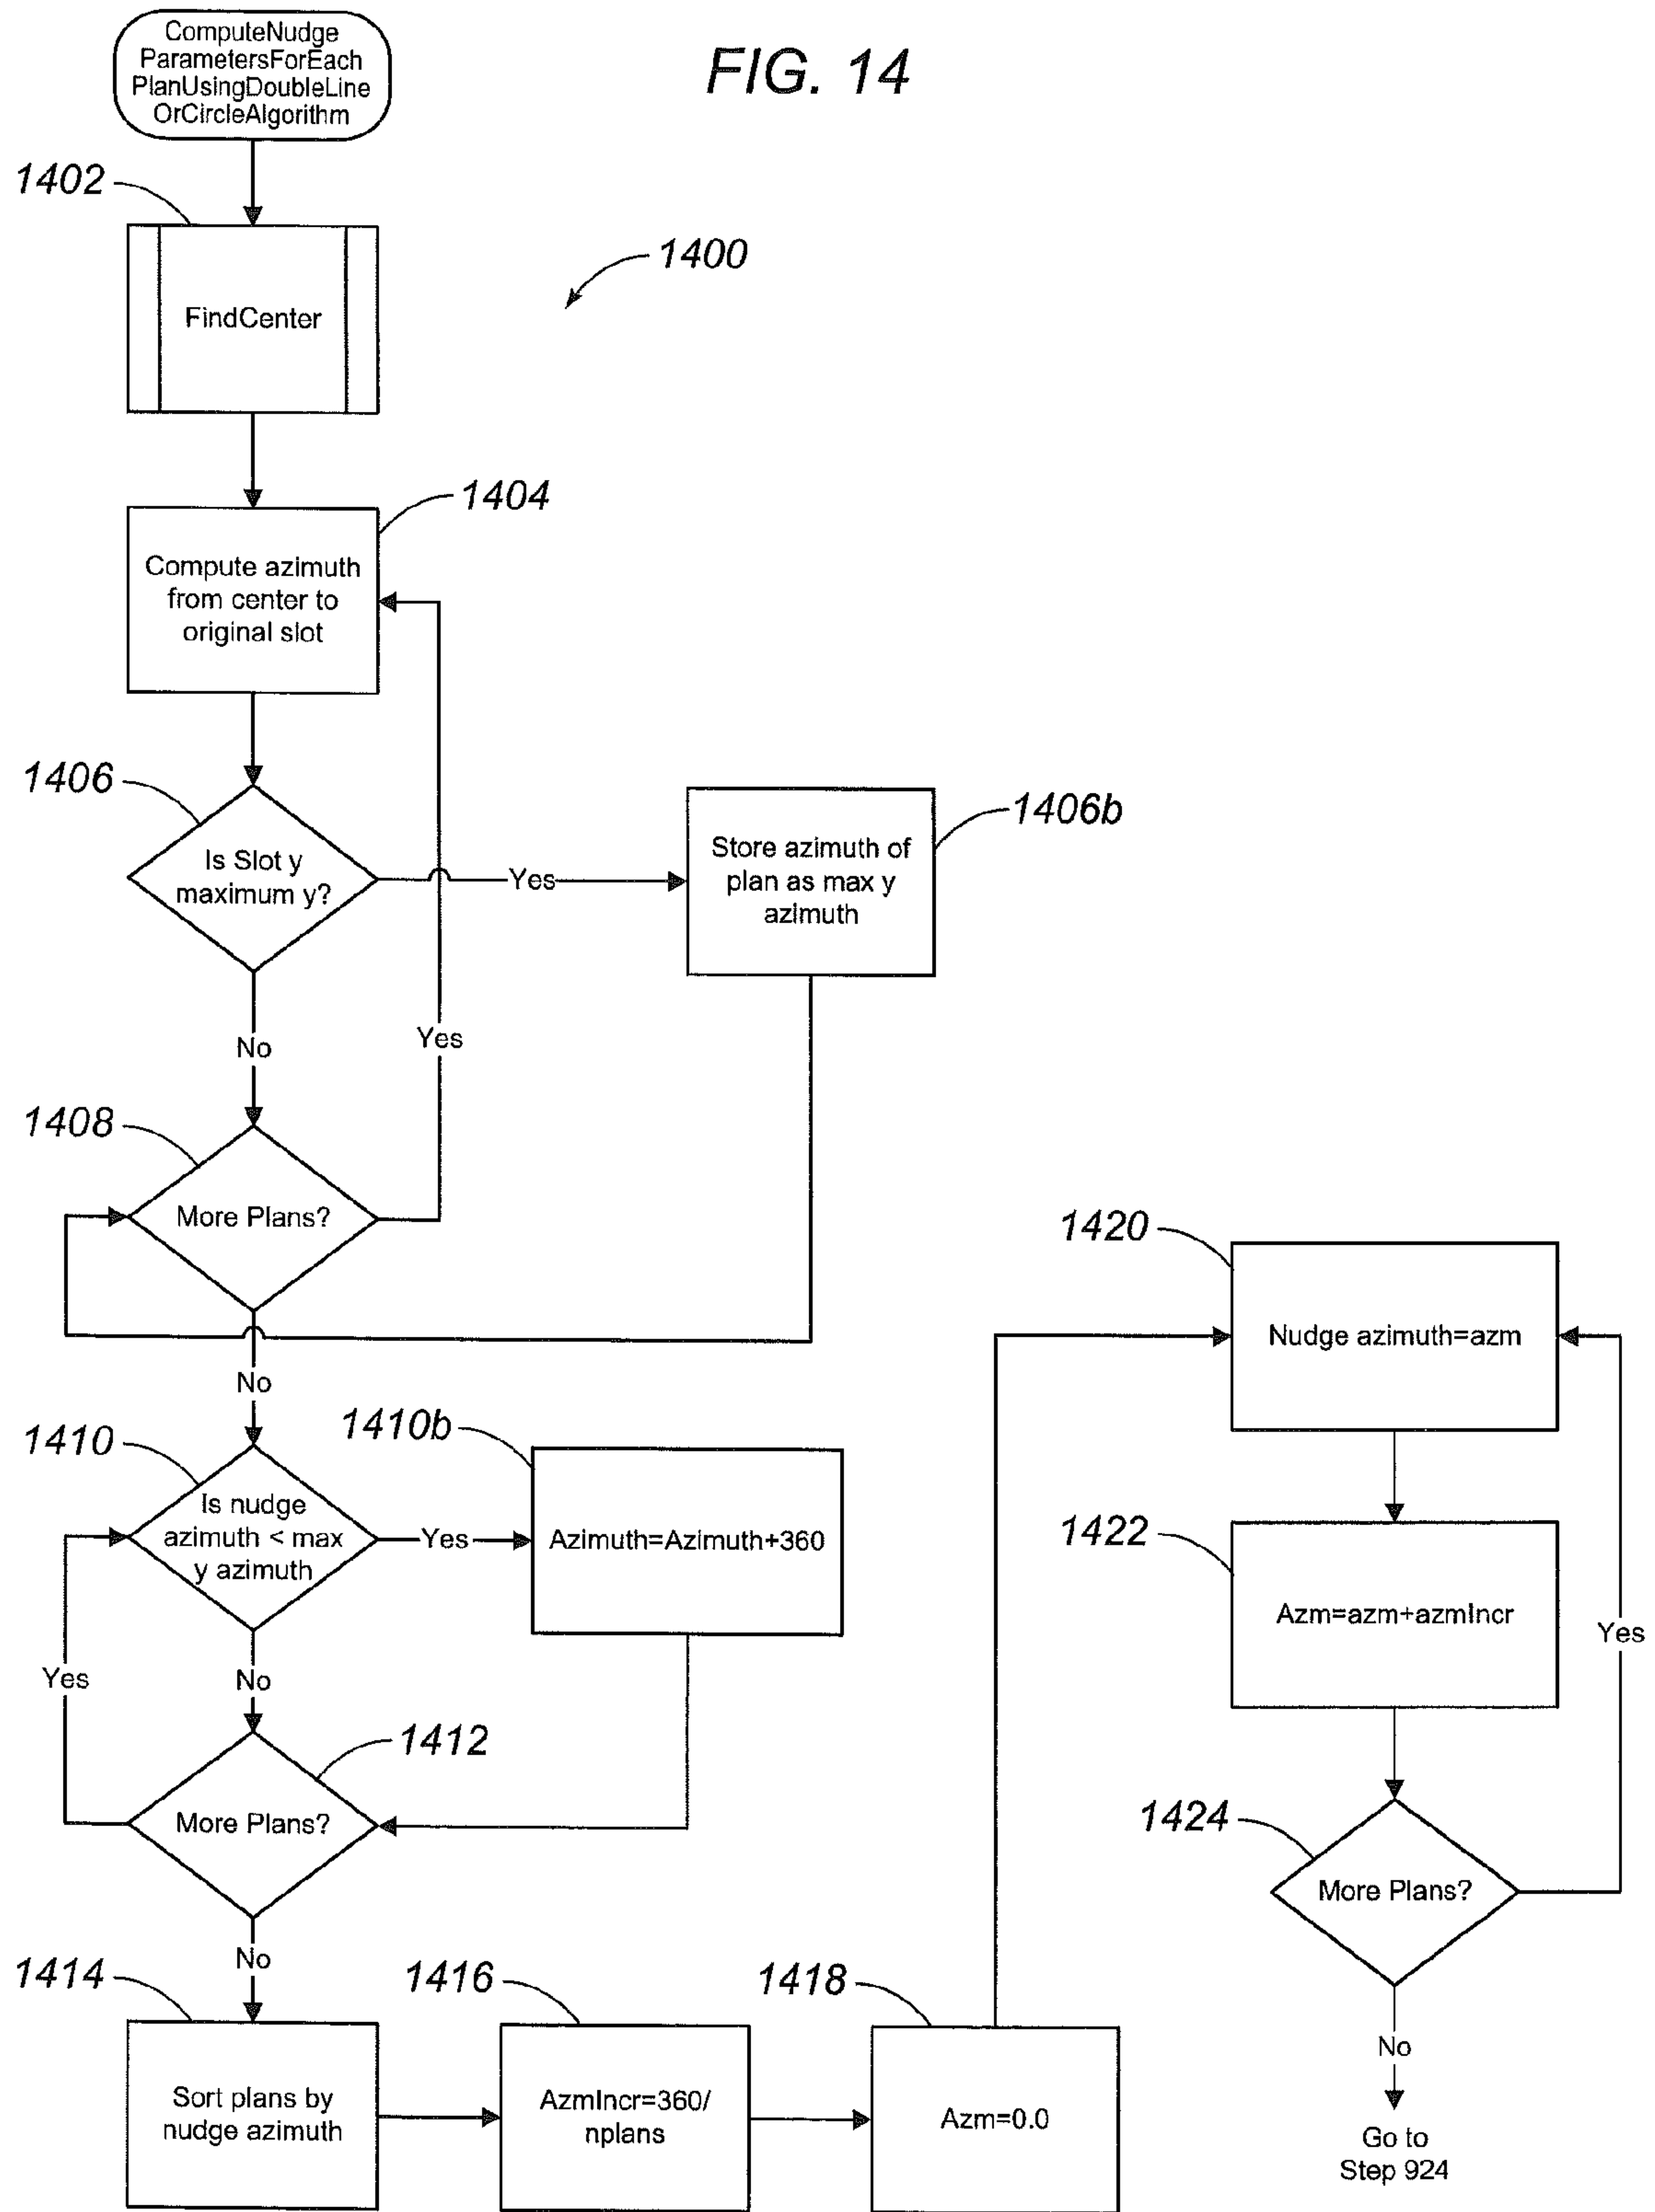 FIG. 14
ComputeNudge
ParametersForEach
PlanUsingDoubleLine
OrCircleAlgorithm
1402
FindCenter
1400
1404
Compute azimuth
from center to
original slot
1406
Is Slot y
maximum y?
Yes
1406b
Store azimuth of
plan as max y
azimuth
No
Yes
1408
More Plans?
No
1410
Is nudge
azimuth < max
y azimuth
Yes
1410b
Azimuth=Azimuth+360
Yes
No
1412
More Plans?
No
1414
Sort plans by
nudge azimuth
1416
AzmIncr=360/
nplans
1418
Azm=0.0
1420
Nudge azimuth=azm
1422
Azm=azm+azmIncr
Yes
1424
More Plans?
No
Go to
Step 924